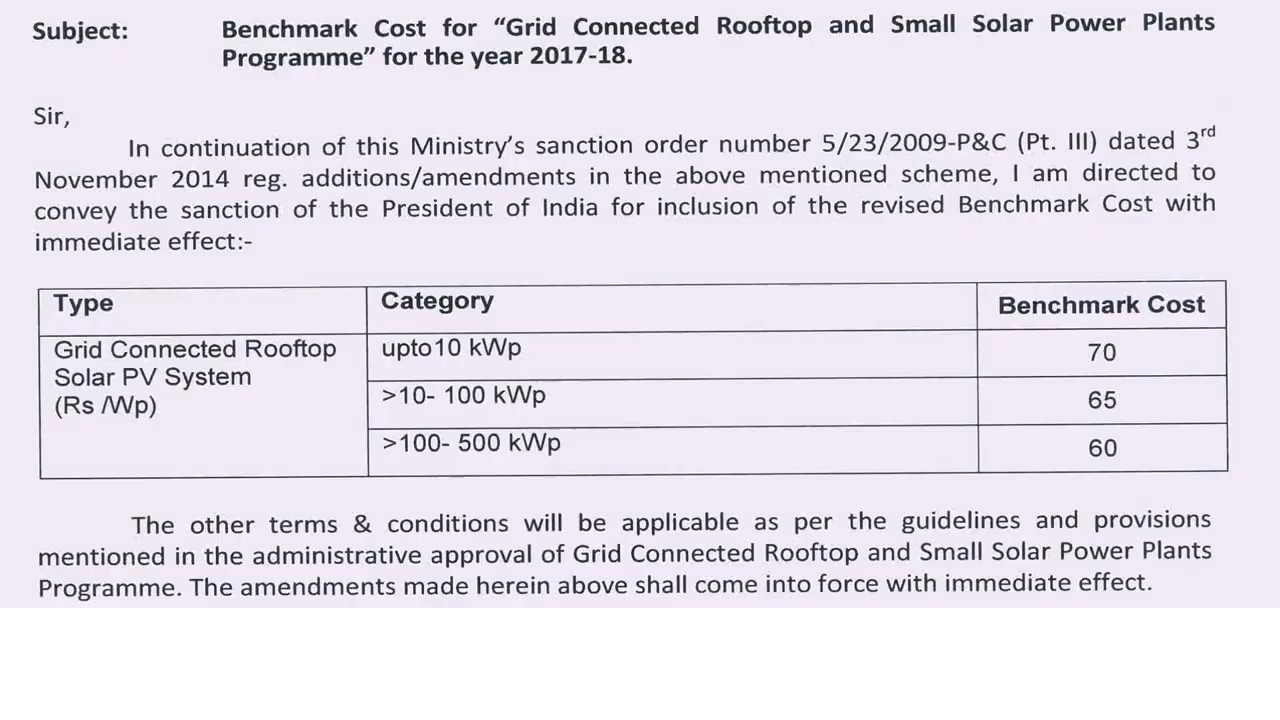 Subject: Benchmark Cost for “Grid Connected Rooftop and Small Solar Power Plants
Programme” for the year 2017-18.
Sir,
In continuation of this Ministry’s sanction order number 5/23/2009-P&C (Pt. III) dated 3rd
November 2014 reg. additions/amendments in the above mentioned scheme, I am directed to
convey the sanction of the President of India for inclusion of the revised Benchmark Cost with
immediate effect:-
Type Category Benchmark Cost
Grid Connected Rooftop upto10 kWp 70
Solar PV System
(Rs /Wp) >10- 100 kWp 65
>100- 500 kWp 60
The other terms & conditions will be applicable as per the guidelines and provisions
mentioned in the administrative approval of Grid Connected Rooftop and Small Solar Power Plants
Programme. The amendments made herein above shall come into force with immediate effect.